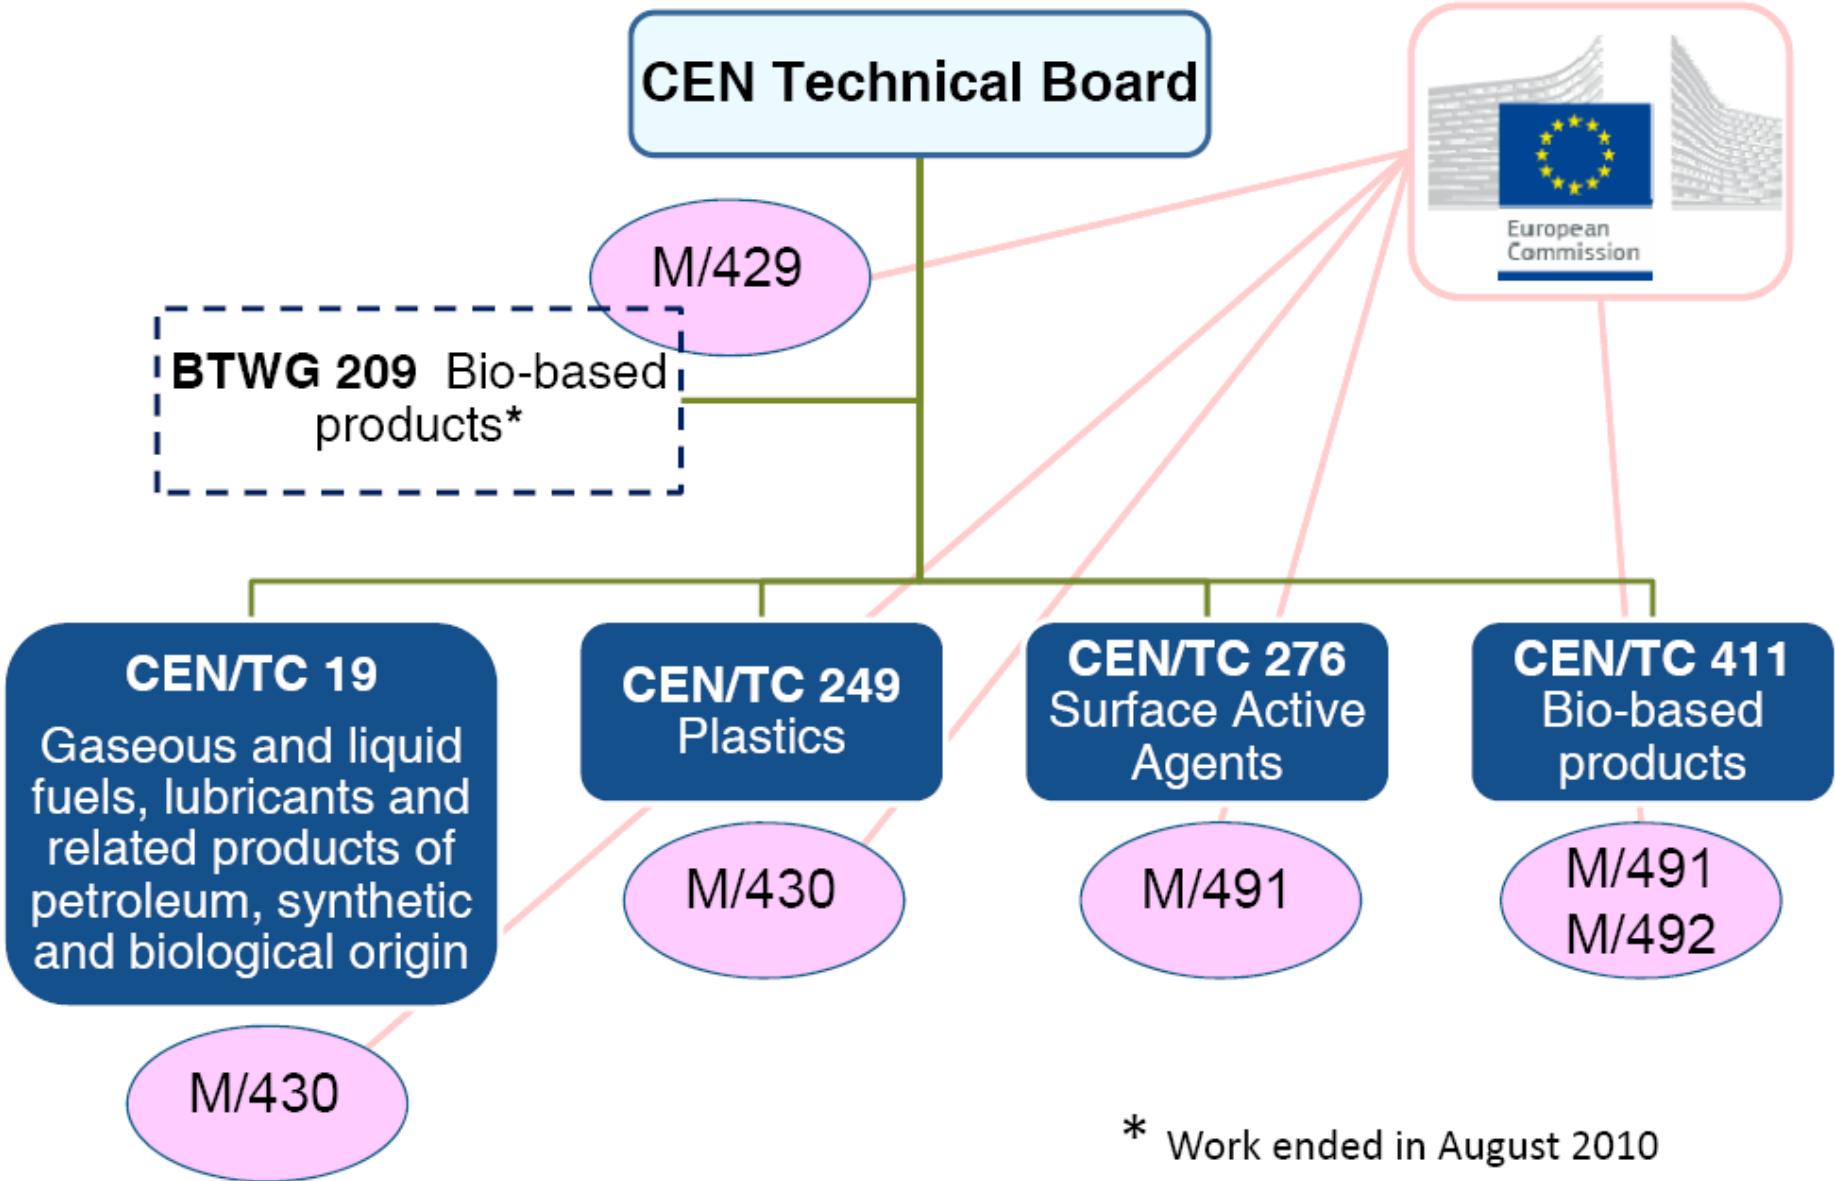 CEN Technical Board
European
Commission
M/429
BTWG 209 Bio-based
products*
CEN/TC 19
Gaseous and liquid
fuels, lubricants and
related products of
petroleum, synthetic
and biological origin
M/430
CEN/TC 249
Plastics
M/430
CEN/TC 276
Surface Active
Agents
M/491
CEN/TC 411
Bio-based
products
M/491
M/492
* Work ended in August 2010